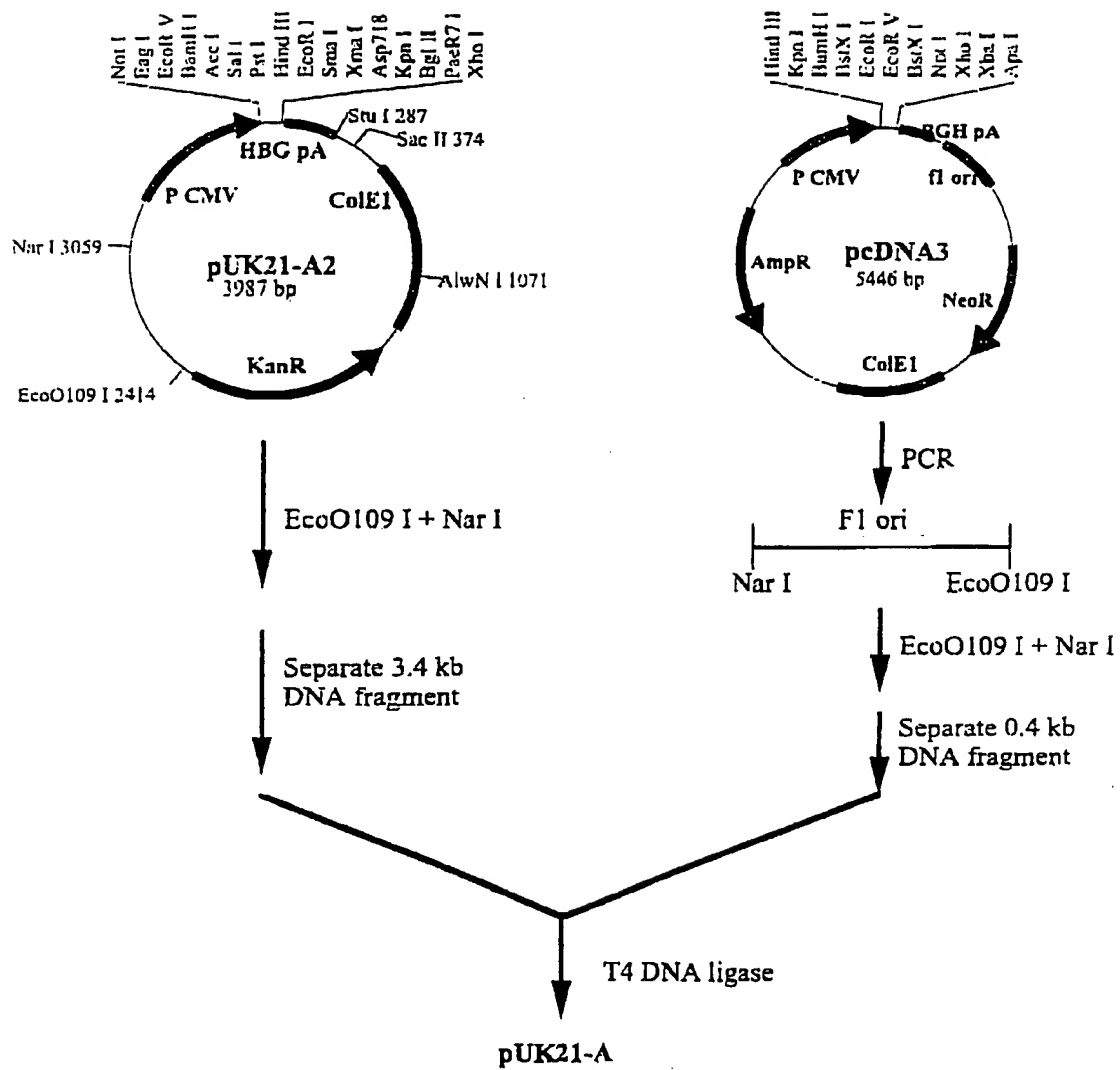 Not I
Eag I
EcoR V
BamH I
Acc I
Sal I
Pst I
Hind III
EcoR I
Sma I
Xma I
Asp718
Kpn I
Bgl II
PaeR7 I
Xho I
Stu I 287
Sac II 374
HBG pA
P CMV
ColE1
Nar I 3059
pUK21-A2
3987 bp
AlwN I 1071
KanR
EcoO109 I 2414
Hind III
Kpn I
BamH I
BstX I
EcoR I
EcoR V
BstX I
Not I
Xho I
Xba I
Apa I
BGH pA
P CMV
f1 ori
AmpR
pcDNA3
5446 bp
NeoR
ColE1
EcoO109 I + Nar I
Separate 3.4 kb
DNA fragment
PCR
F1 ori
Nar I
EcoO109 I
EcoO109 I + Nar I
Separate 0.4 kb
DNA fragment
T4 DNA ligase
pUK21-A